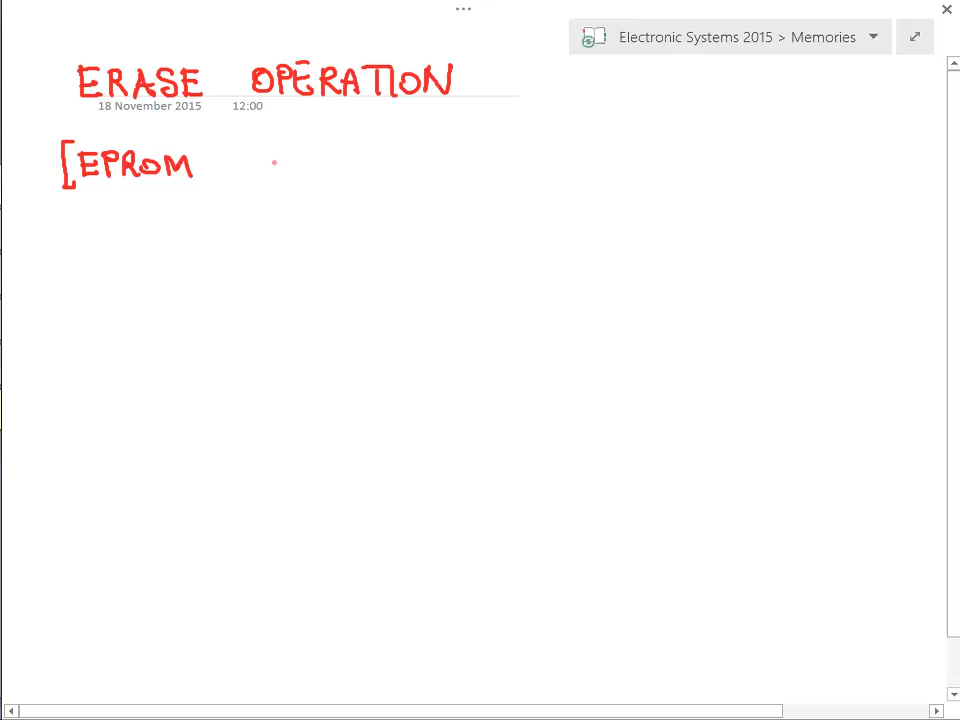 Electronic Systems 2015 > Memories
ERASE OPERATION
18 November 2015 12:00
[EPROM